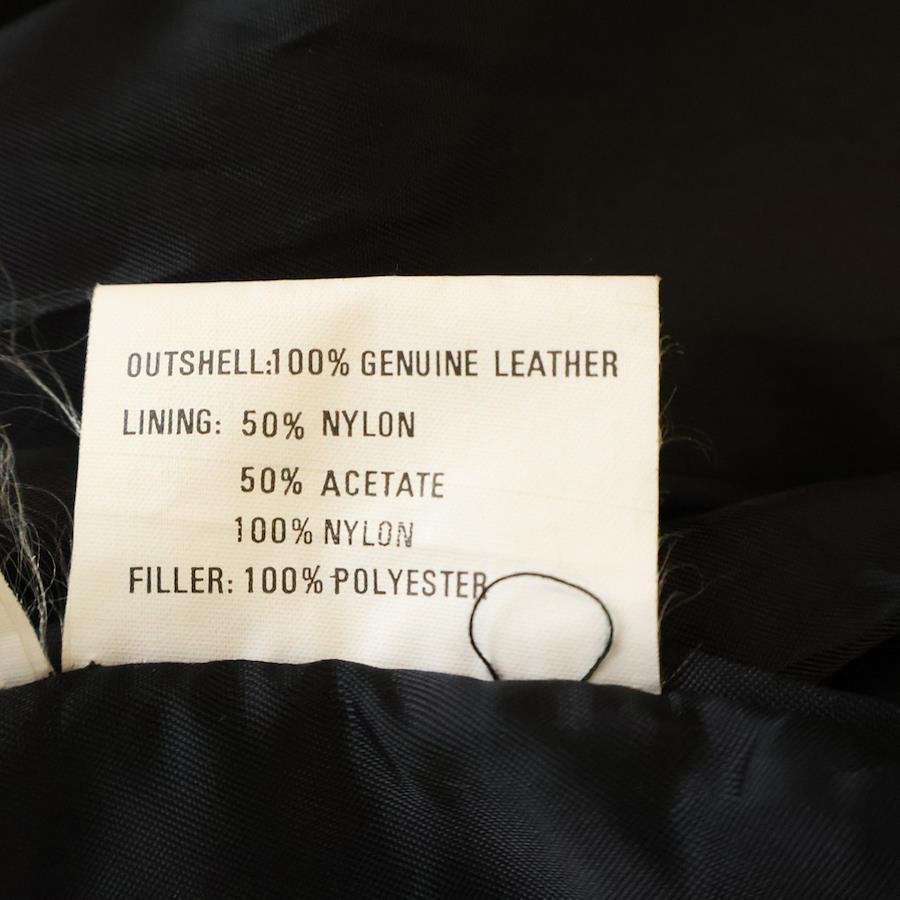 OUTSHELL:100% GENUINE LEATHER
LINING: 50% NYLON
50% ACETATE
100% NYLON
FILLER: 100% POLYESTER